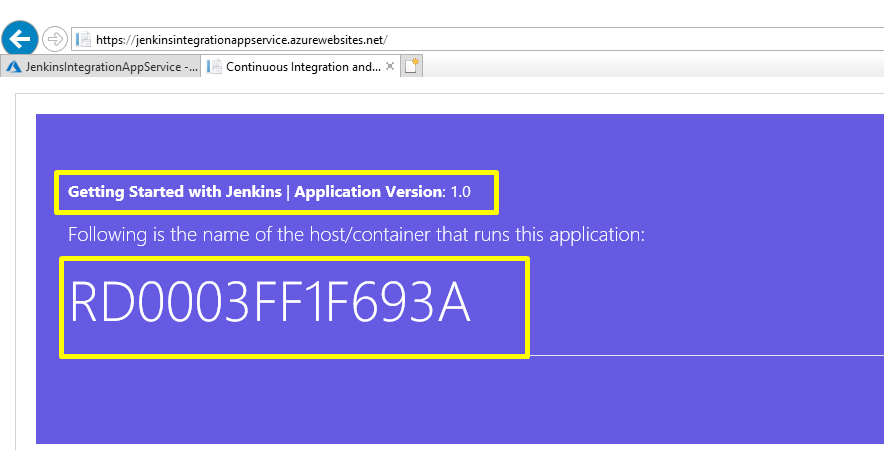 https://jenkinsintegrationappservice.azurewebsites.net/
JenkinsIntegrationAppService -...
Continuous Integration and...
Getting Started with Jenkins | Application Version: 1.0
Following is the name of the host/container that runs this application:
RD0003FF1F693A